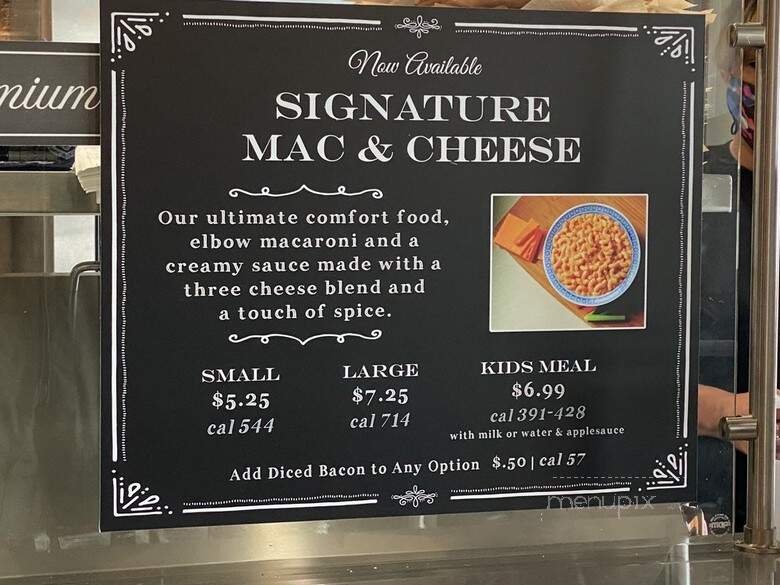 mium
Now Available
SIGNATURE
MAC & CHEESE
Our ultimate comfort food,
elbow macaroni and a
creamy sauce made with a
three cheese blend and
a touch of spice.
SMALL
$5.25
cal 544
LARGE
$7.25
cal 714
KIDS MEAL
$6.99
cal 391-428
with milk or water & applesauce
Add Diced Bacon to Any Option $.50 | cal 57
menupix